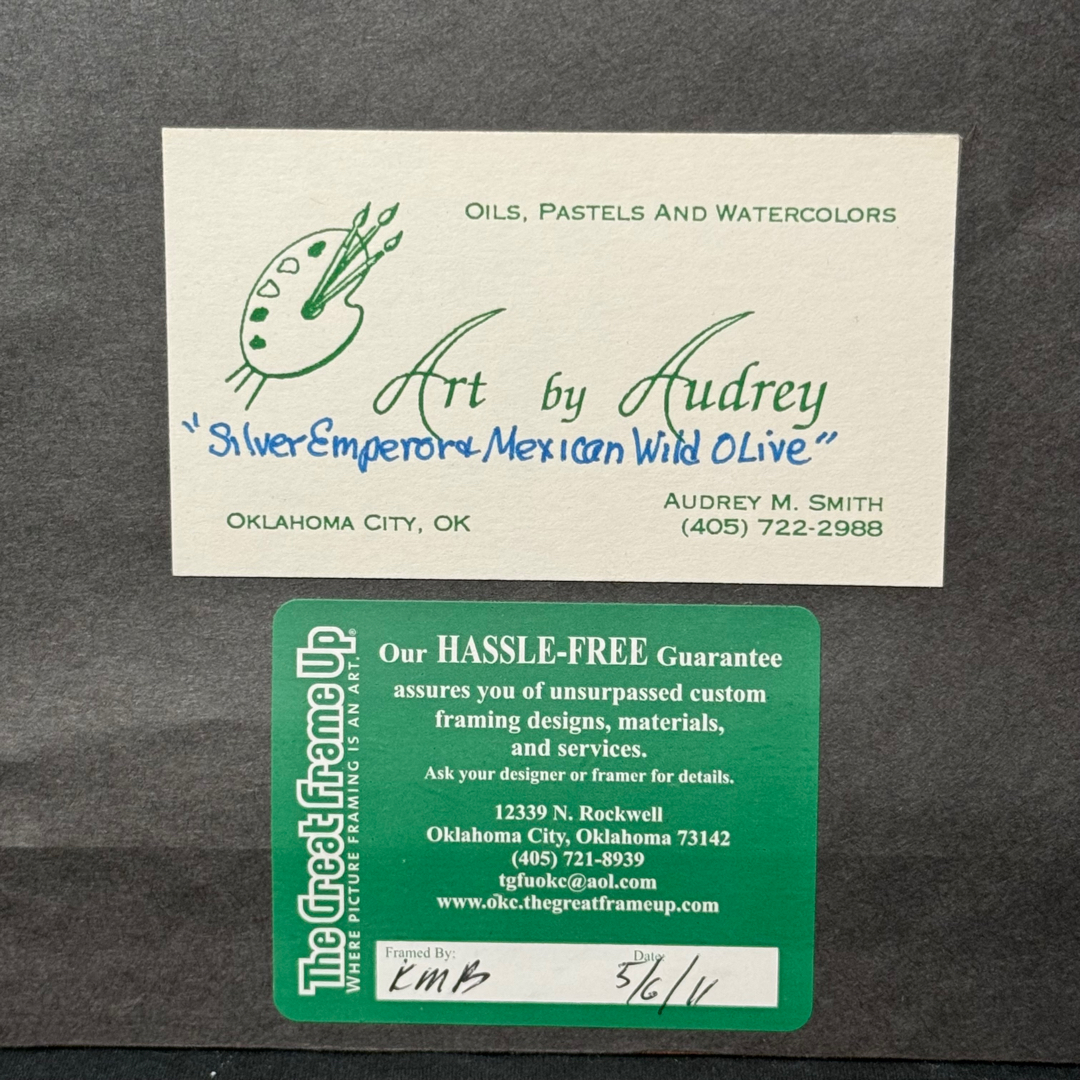 OILS, PASTELS AND WATERCOLORS
Art by Audrey
"Silver Emperor & Mexican Wild OLive"
OKLAHOMA CITY, OK
AUDREY M. SMITH
(405) 722-2988
The Great Frame Up®
WHERE PICTURE FRAMING IS AN ART.
Our HASSLE-FREE Guarantee
assures you of unsurpassed custom
framing designs, materials,
and services.
Ask your designer or framer for details.
12339 N. Rockwell
Oklahoma City, Oklahoma 73142
(405) 721-8939
tgfuokc@aol.com
www.okc.thegreatframeup.com
Framed By: KMB Date: 5/6/11